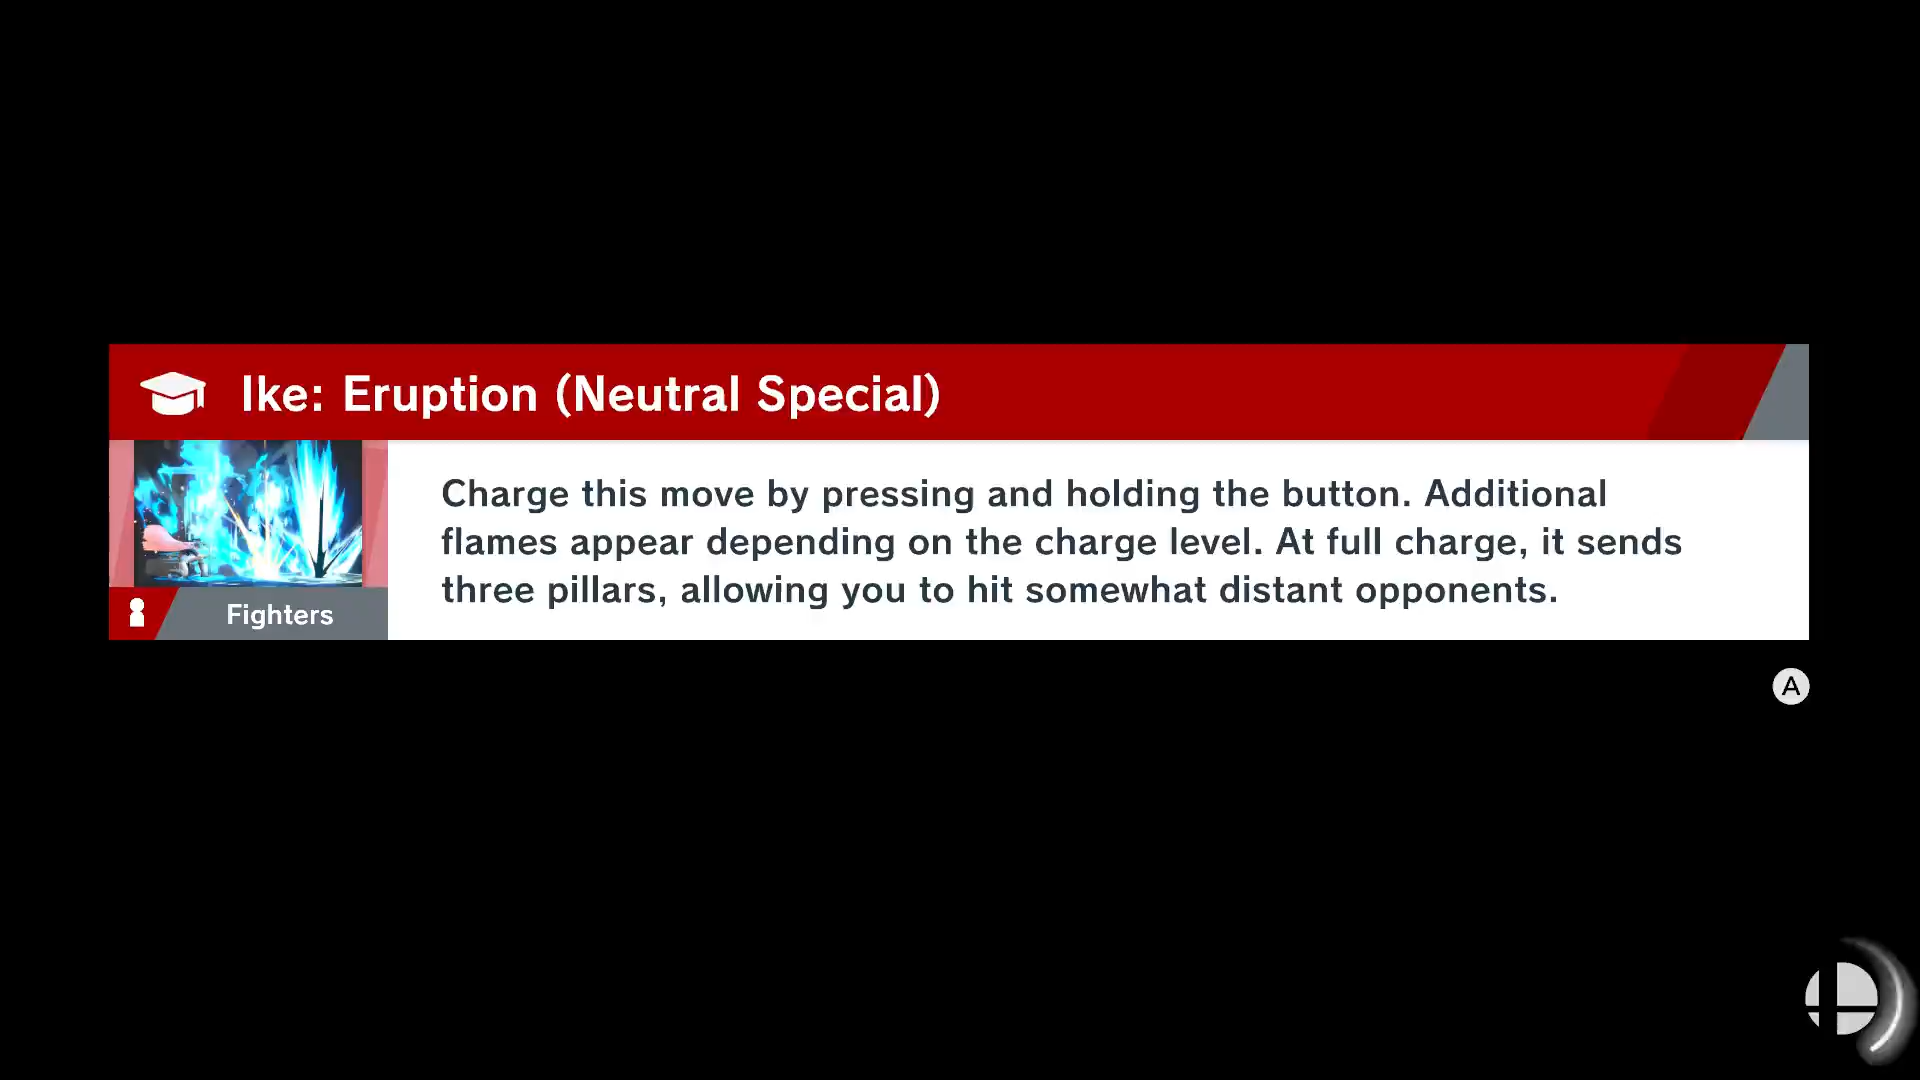 Ike: Eruption (Neutral Special)
Charge this move by pressing and holding the button. Additional
flames appear depending on the charge level. At full charge, it sends
three pillars, allowing you to hit somewhat distant opponents.
Fighters
A